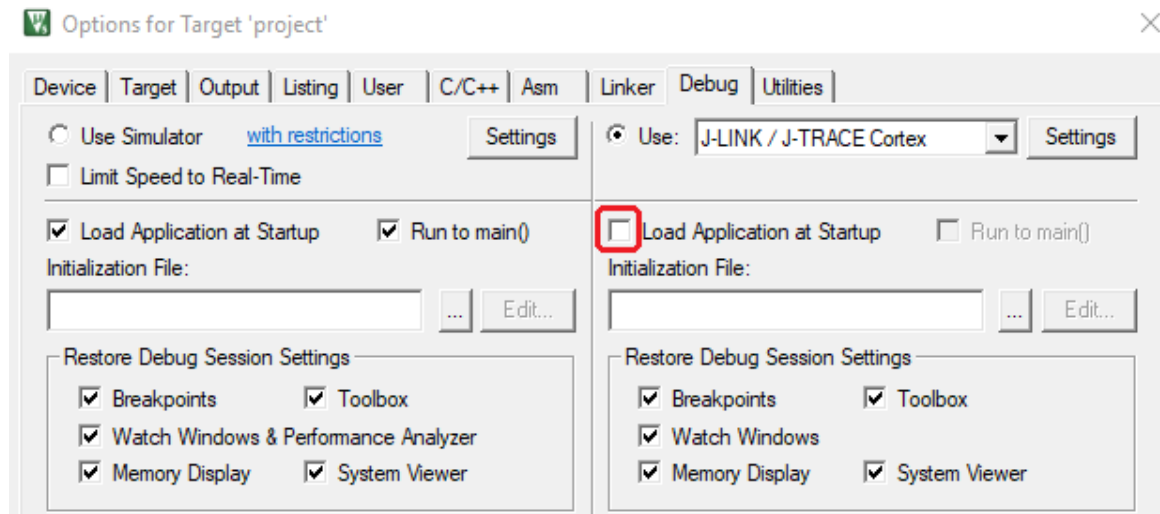 Options for Target 'project'
Device Target Output Listing User C/C++ Asm Linker Debug Utilities
Use Simulator with restrictions Settings Use: J-LINK / J-TRACE Cortex Settings
Limit Speed to Real-Time
Load Application at Startup Run to main() Load Application at Startup Run to main()
Initialization File: Initialization File:
... Edit... ... Edit...
Restore Debug Session Settings Restore Debug Session Settings
Breakpoints Toolbox Breakpoints Toolbox
Watch Windows & Performance Analyzer Watch Windows
Memory Display System Viewer Memory Display System Viewer